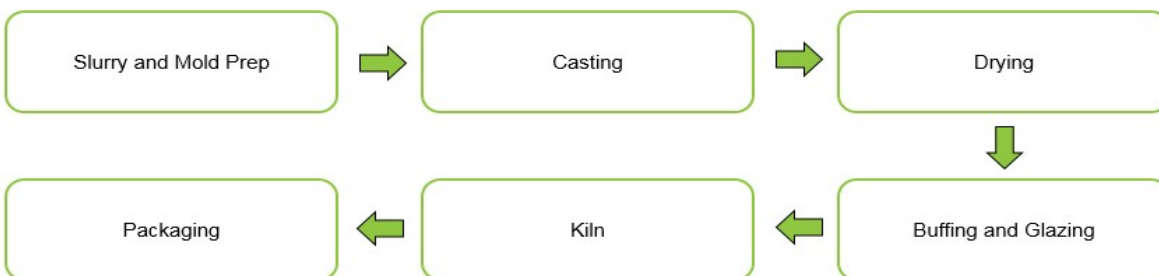 Slurry and Mold Prep
Casting
Drying
Buffing and Glazing
Kiln
Packaging